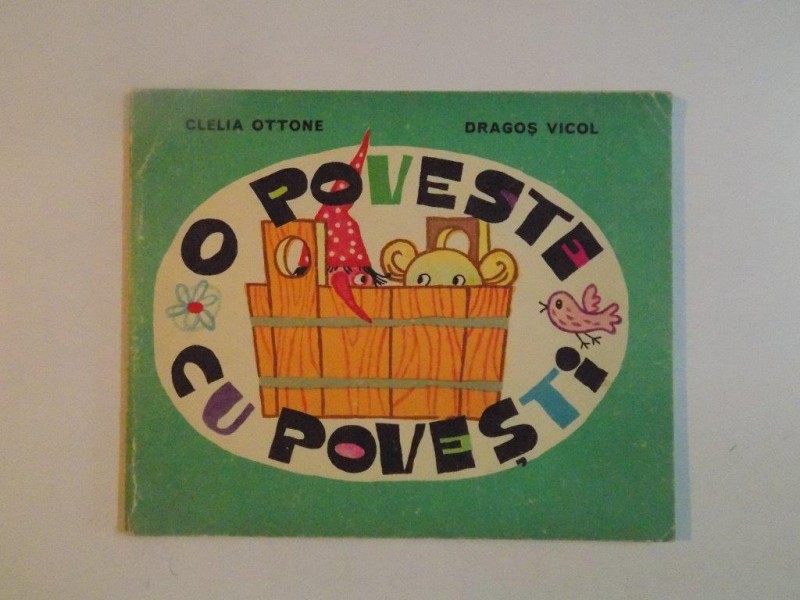 CLELIA OTTONE
DRAGOȘ VICOL
O POVESTE
CU POVEȘTI